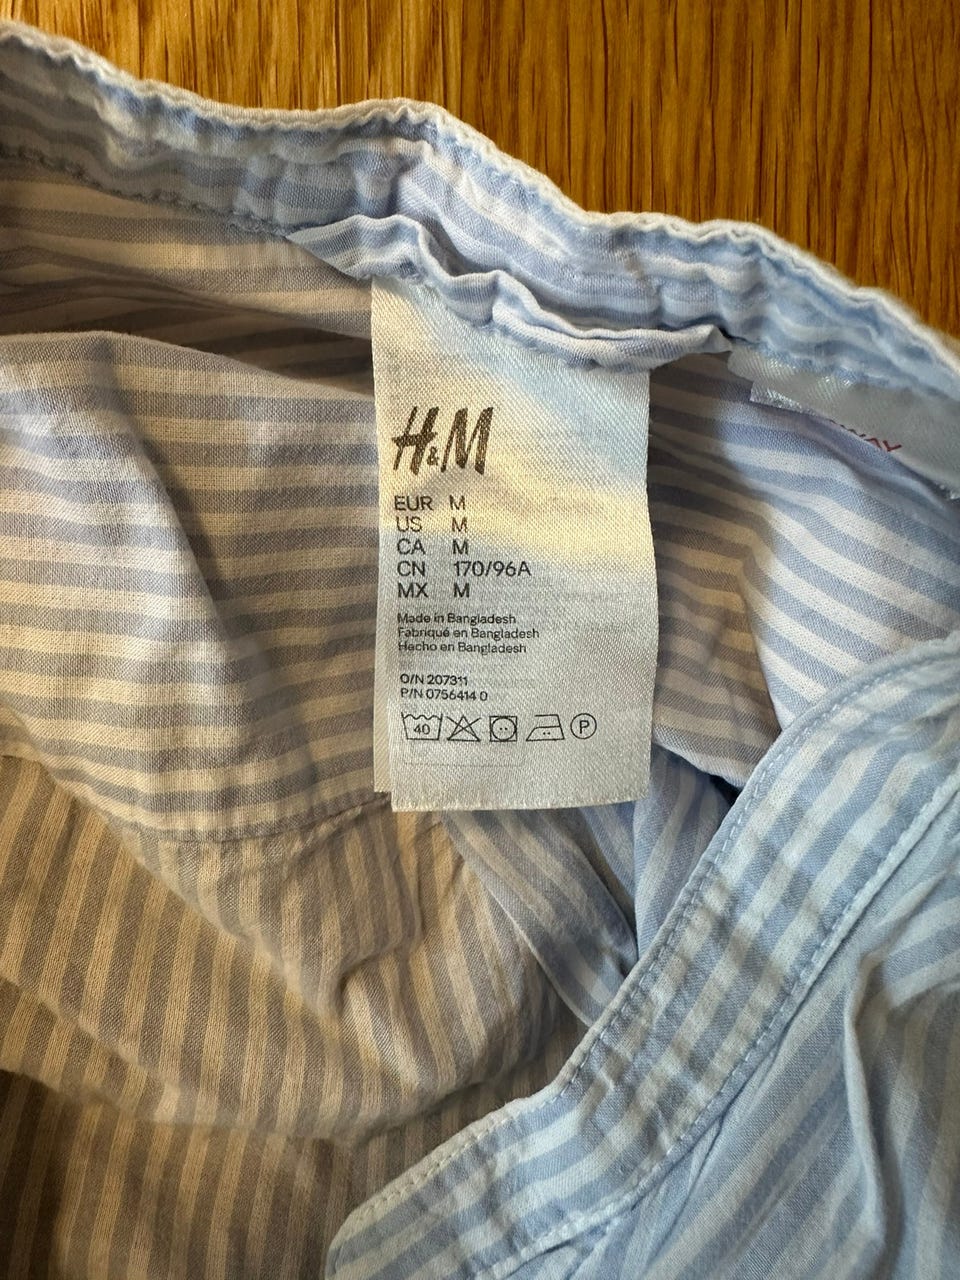 H&M
EUR M
US M
CA M
CN 170/96A
MX M
Made in Bangladesh
Fabriqué en Bangladesh
Hecho en Bangladesh
O/N 207311
P/N 0756414 0
40 P